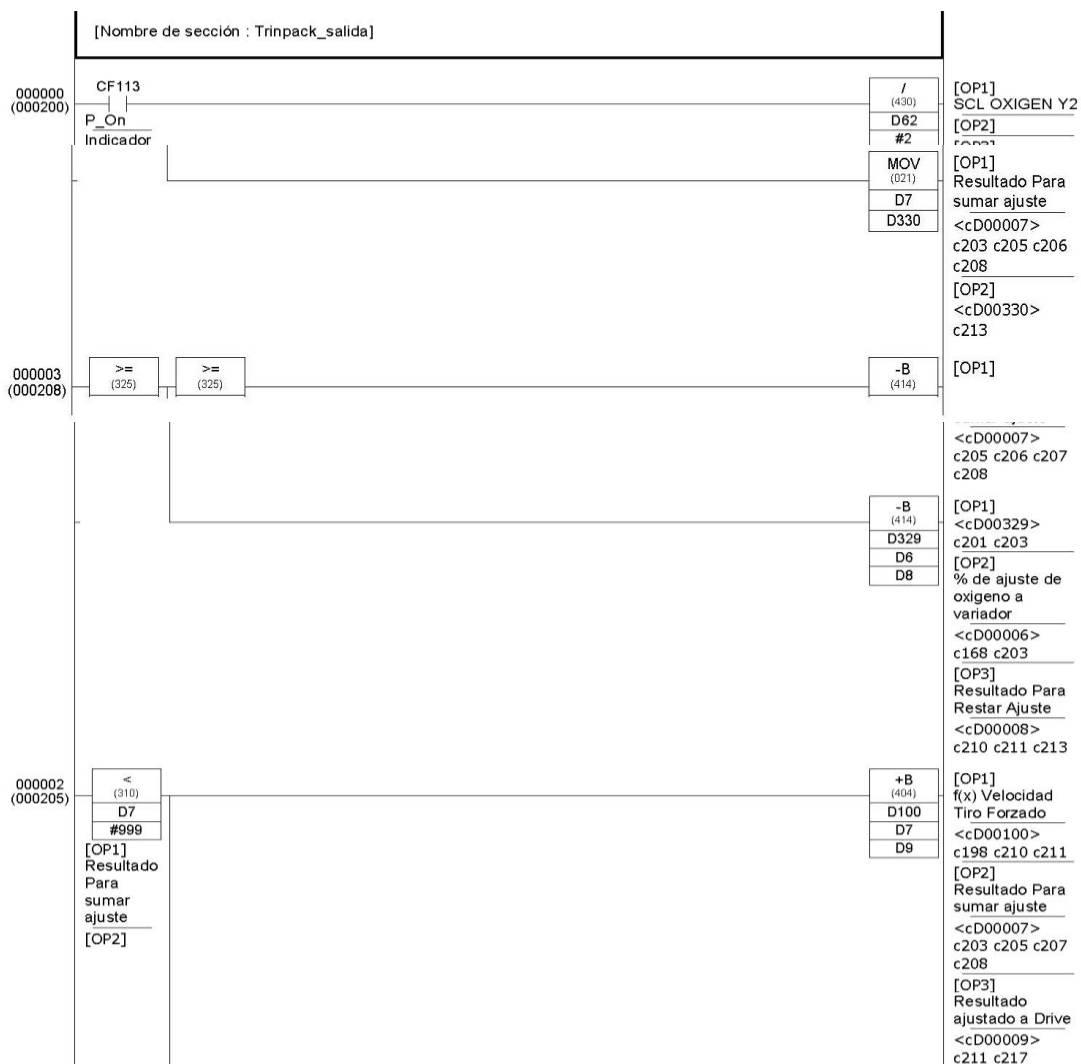 [Nombre de sección : Trinpack_salida]
000000
(000200)
CF113
P_On
Indicador
/
(430)
D62
#2
[OP1]
SCL OXIGEN Y2
[OP2]
MOV
(021)
D7
D330
[OP1]
Resultado Para
sumar ajuste
<cD00007>
c203 c205 c206
c208
[OP2]
<cD00330>
c213
000003
(000208)
>=
(325)
>=
(325)
-B
(414)
[OP1]
<cD00007>
c205 c206 c207
c208
-B
(414)
D329
D6
D8
[OP1]
<cD00329>
c201 c203
[OP2]
% de ajuste de
oxigeno a
variador
<cD00006>
c168 c203
[OP3]
Resultado Para
Restar Ajuste
<cD00008>
c210 c211 c213
000002
(000205)
<
(310)
D7
#999
[OP1]
Resultado
Para
sumar
ajuste
[OP2]
+B
(404)
D100
D7
D9
[OP1]
f(x) Velocidad
Tiro Forzado
<cD00100>
c198 c210 c211
[OP2]
Resultado Para
sumar ajuste
<cD00007>
c203 c205 c207
c208
[OP3]
Resultado
ajustado a Drive
<cD00009>
c211 c217